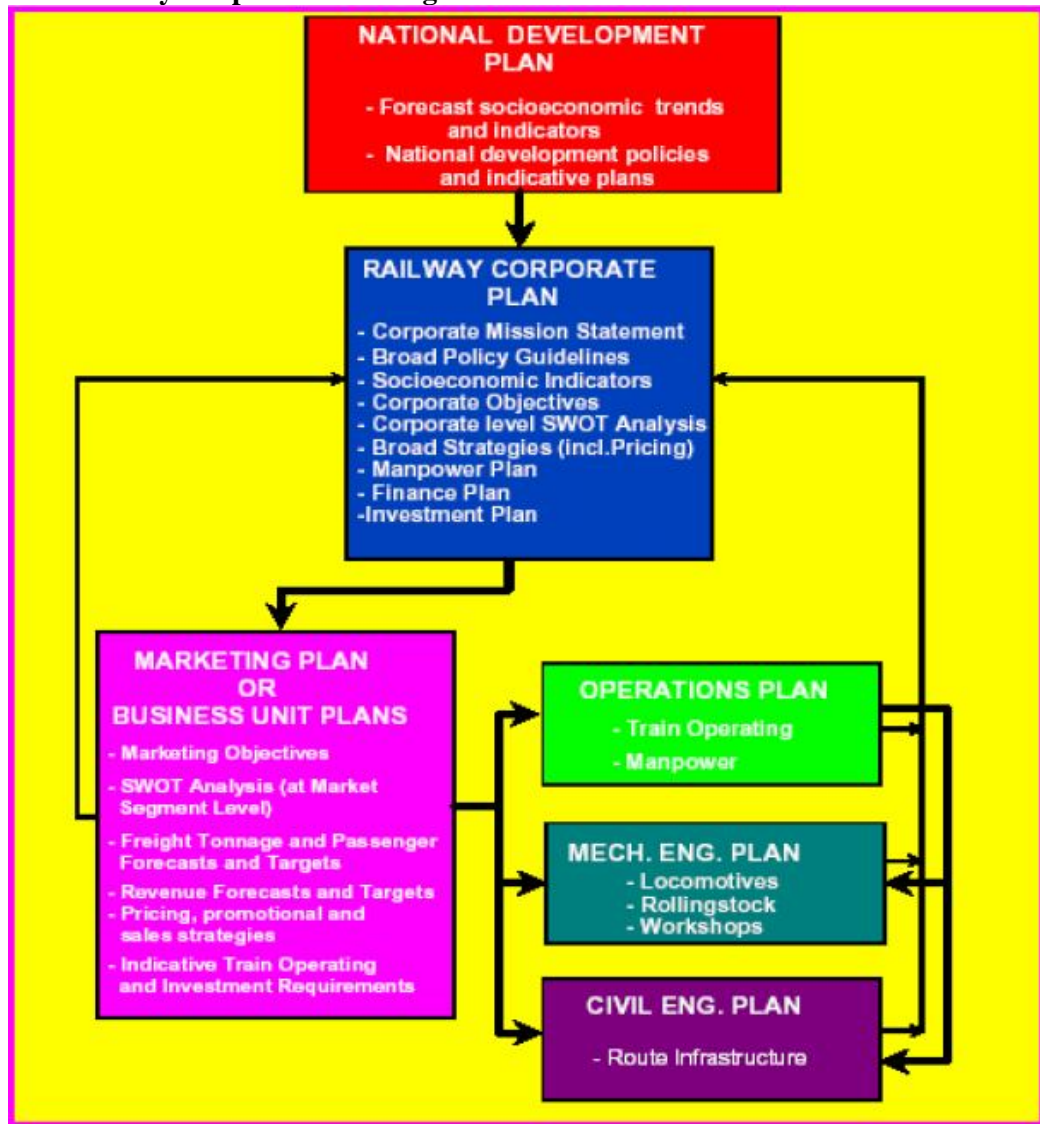 NATIONAL DEVELOPMENT
PLAN
- Forecast socioeconomic trends
and indicators
- National development policies
and indicative plans
RAILWAY CORPORATE
PLAN
- Corporate Mission Statement
- Broad Policy Guidelines
- Socioeconomic Indicators
- Corporate Objectives
- Corporate level SWOT Analysis
- Broad Strategies (incl.Pricing)
- Manpower Plan
- Finance Plan
-Investment Plan
MARKETING PLAN
OR
BUSINESS UNIT PLANS
- Marketing Objectives
- SWOT Analysis (at Market
Segment Level)
- Freight Tonnage and Passenger
Forecasts and Targets
- Revenue Forecasts and Targets
- Pricing, promotional and
sales strategies
- Indicative Train Operating
and Investment Requirements
OPERATIONS PLAN
- Train Operating
- Manpower
MECH. ENG. PLAN
- Locomotives
- Rollingstock
- Workshops
CIVIL ENG. PLAN
- Route Infrastructure